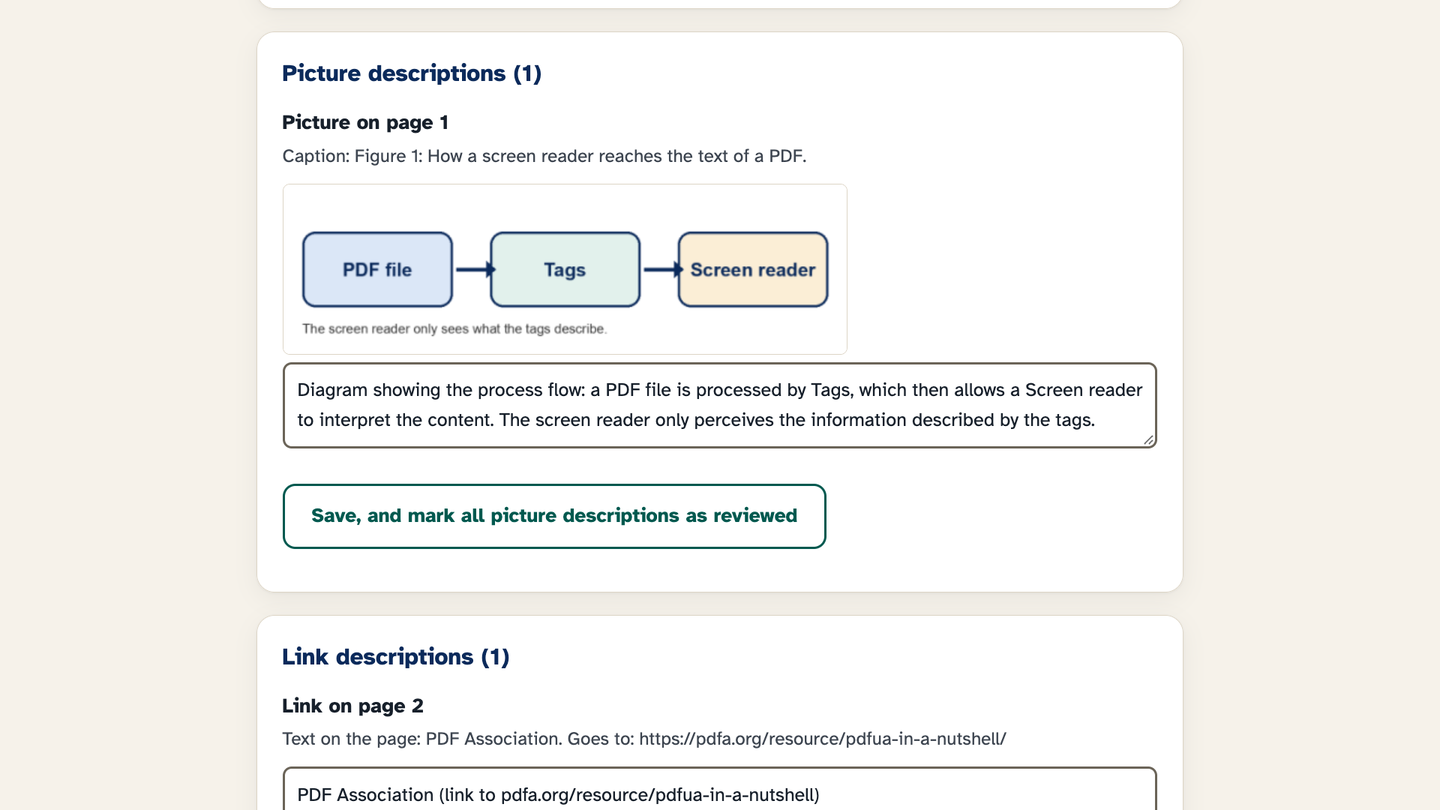 Picture descriptions (1)
Picture on page 1
Caption: Figure 1: How a screen reader reaches the text of a PDF.
PDF file
Tags
Screen reader
The screen reader only sees what the tags describe.
Diagram showing the process flow: a PDF file is processed by Tags, which then allows a Screen reader
to interpret the content. The screen reader only perceives the information described by the tags.
Save, and mark all picture descriptions as reviewed
Link descriptions (1)
Link on page 2
Text on the page: PDF Association. Goes to: https://pdfa.org/resource/pdfua-in-a-nutshell/
PDF Association (link to pdfa.org/resource/pdfua-in-a-nutshell)